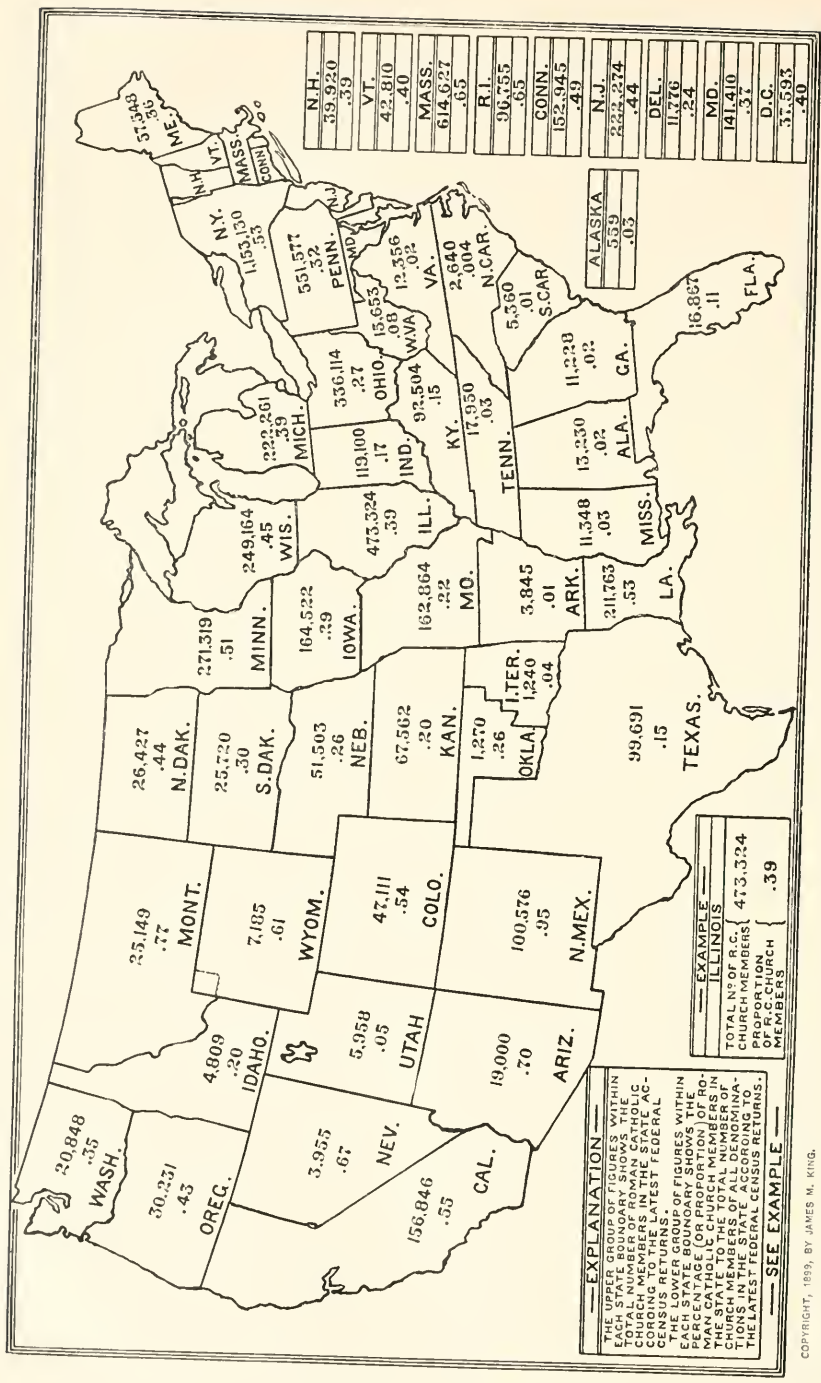 20,848
.35
WASH.
30,231
.43
OREG.
156,846
.55
CAL.
3,955
.67
NEV.
4,809
.20
IDAHO.
25,149
.77
MONT.
7,185
.61
WYOM.
5,958
.05
UTAH
47,111
.54
COLO.
19,000
.70
ARIZ.
100,576
.95
N.MEX.
26,427
.44
N.DAK.
25,720
.30
S.DAK.
51,503
.26
NEB.
67,562
.20
KAN.
1,270
.26
OKLA.
I.TER.
1,240
.04
99,691
.15
TEXAS.
271,319
.51
MINN.
164,522
.29
IOWA.
162,864
.22
MO.
3,845
.01
ARK.
211,763
.53
LA.
249,164
.45
WIS.
473,324
.39
ILL.
222,261
.39
MICH.
119,100
.17
IND.
336,114
.27
OHIO.
92,504
.15
KY.
17,950
.03
TENN.
11,348
.03
MISS.
13,230
.02
ALA.
11,228
.02
GA.
16,867
.11
FLA.
5,360
.01
S.CAR.
2,640
.004
N.CAR.
12,356
.02
VA.
15,653
.08
W.VA.
MD.
551,577
.32
PENN.
N.J.
N.Y.
1,153,130
.53
N.H.
VT.
MASS.
CONN.
57,548
.36
ME.
N.H.
39,920
.39
VT.
42,810
.40
MASS.
614,627
.65
R.I.
96,755
.65
CONN.
152,945
.49
N.J.
222,274
.44
DEL.
11,776
.24
MD.
141,410
.37
D.C.
37,593
.40
ALASKA
559
.03
EXPLANATION
THE UPPER GROUP OF FIGURES WITHIN
EACH STATE BOUNDARY SHOWS THE
TOTAL NUMBER OF ROMAN CATHOLIC
CHURCH MEMBERS IN THE STATE AC-
CORDING TO THE LATEST FEDERAL
CENSUS RETURNS.
THE LOWER GROUP OF FIGURES WITHIN
EACH STATE BOUNDARY SHOWS THE
PERCENTAGE (OR PROPORTION) OF RO-
MAN CATHOLIC CHURCH MEMBERS IN
THE STATE TO THE TOTAL NUMBER OF
CHURCH MEMBERS OF ALL DENOMINA-
TIONS IN THE STATE ACCORDING TO
THE LATEST FEDERAL CENSUS RETURNS.
SEE EXAMPLE
EXAMPLE
ILLINOIS
TOTAL Nº OF R.C. CHURCH MEMBERS { 473,324
PROPORTION OF R.C. CHURCH MEMBERS { .39
COPYRIGHT, 1899, BY JAMES M. KING.